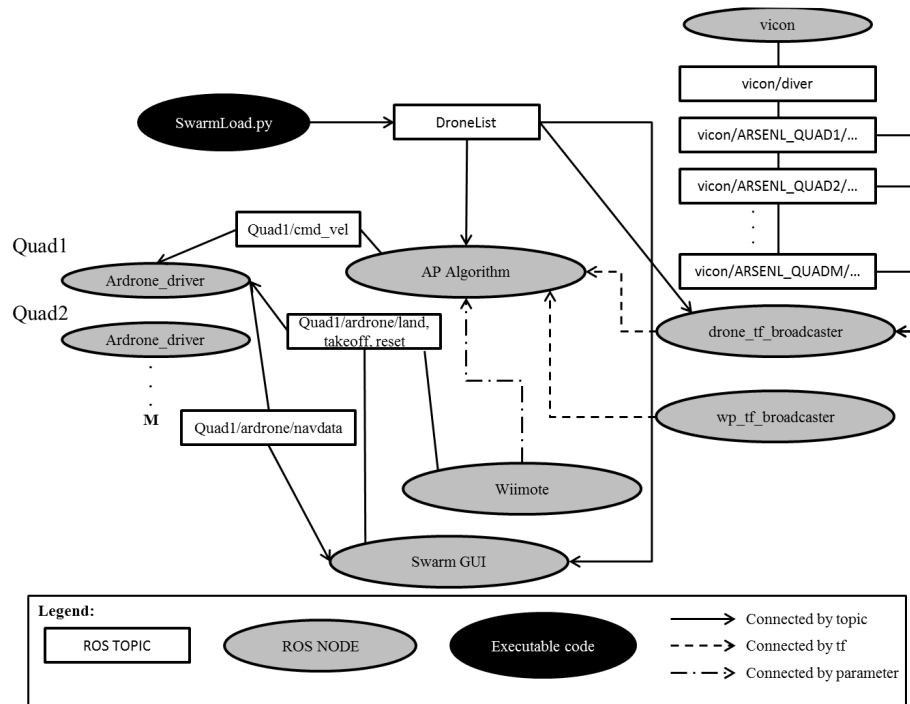 vicon
vicon/diver
SwarmLoad.py
DroneList
vicon/ARSENL_QUAD1/...
vicon/ARSENL_QUAD2/...
Quad1/cmd_vel
Quad1
AP Algorithm
vicon/ARSENL_QUADM/...
Ardrone_driver
Quad2
Quad1/ardrone/land,
takeoff, reset
drone_tf_broadcaster
Ardrone_driver
M
Quad1/ardrone/navdata
wp_tf_broadcaster
Wiimote
Swarm GUI
Legend:
ROS TOPIC
ROS NODE
Executable code
Connected by topic
Connected by tf
Connected by parameter